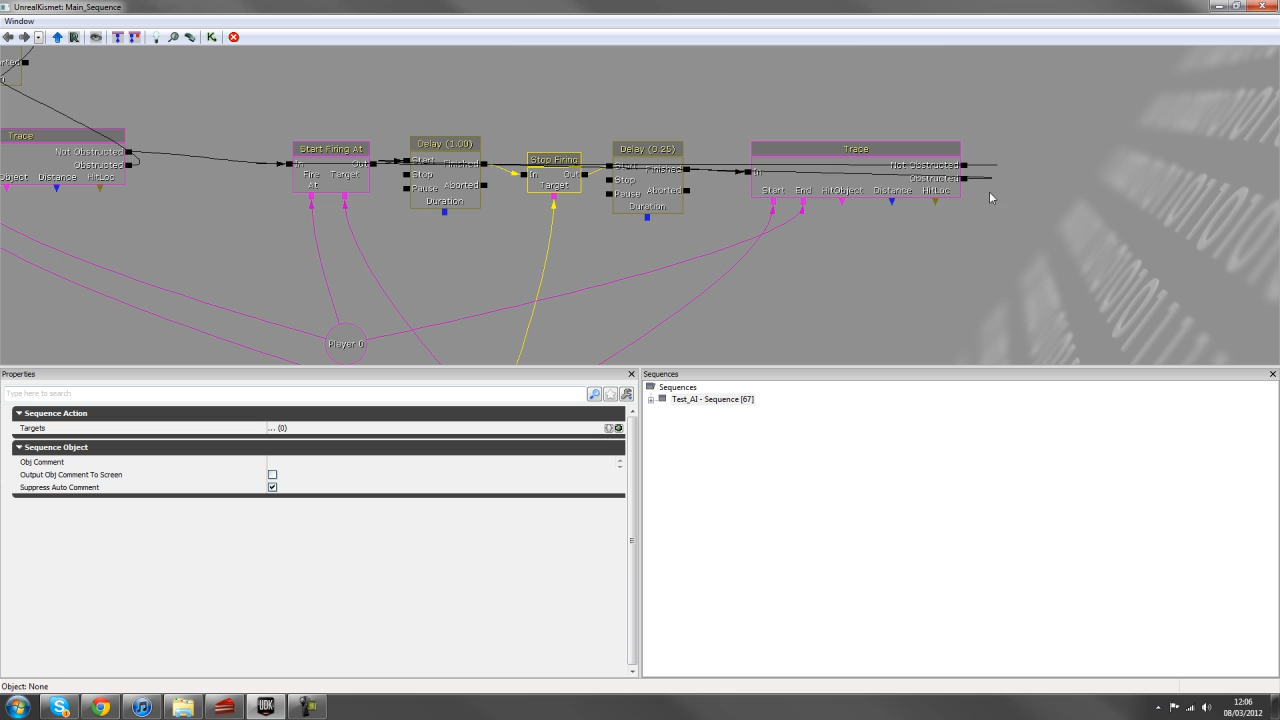 UnrealKismet: Main_Sequence
Window
Trace
Not Obstructed
Obstructed
Distance HitLoc
Start Firing At
In Out
Fire At Target
Delay (1.00)
Start Finished
Stop
Pause Aborted
Duration
Stop Firing
In Out
Target
Delay (0.25)
Start Finished
Stop
Pause Aborted
Duration
Trace
Not Obstructed
In
Obstructed
Start End HitObject Distance HitLoc
Player 0
Properties
Type here to search
Sequence Action
Targets ... (0)
Sequence Object
Obj Comment
Output Obj Comment To Screen
Suppress Auto Comment
Sequences
Sequences
Test_AI - Sequence [67]
Object: None
UDK
12:06
08/03/2012